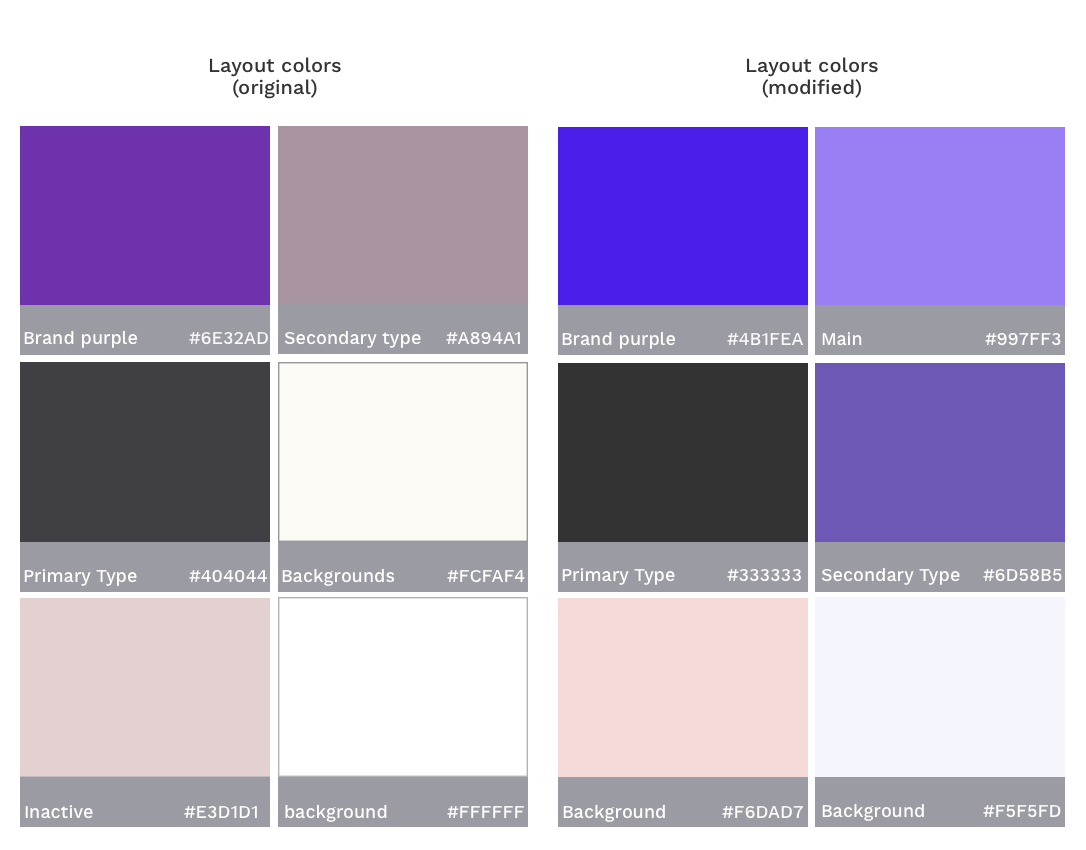 Layout colors
(original)
Layout colors
(modified)
Brand purple #6E32AD
Secondary type #A894A1
Brand purple #4B1FEA
Main #997FF3
Primary Type #404044
Backgrounds #FCFAF4
Primary Type #333333
Secondary Type #6D58B5
Inactive #E3D1D1
background #FFFFFF
Background #F6DAD7
Background #F5F5FD